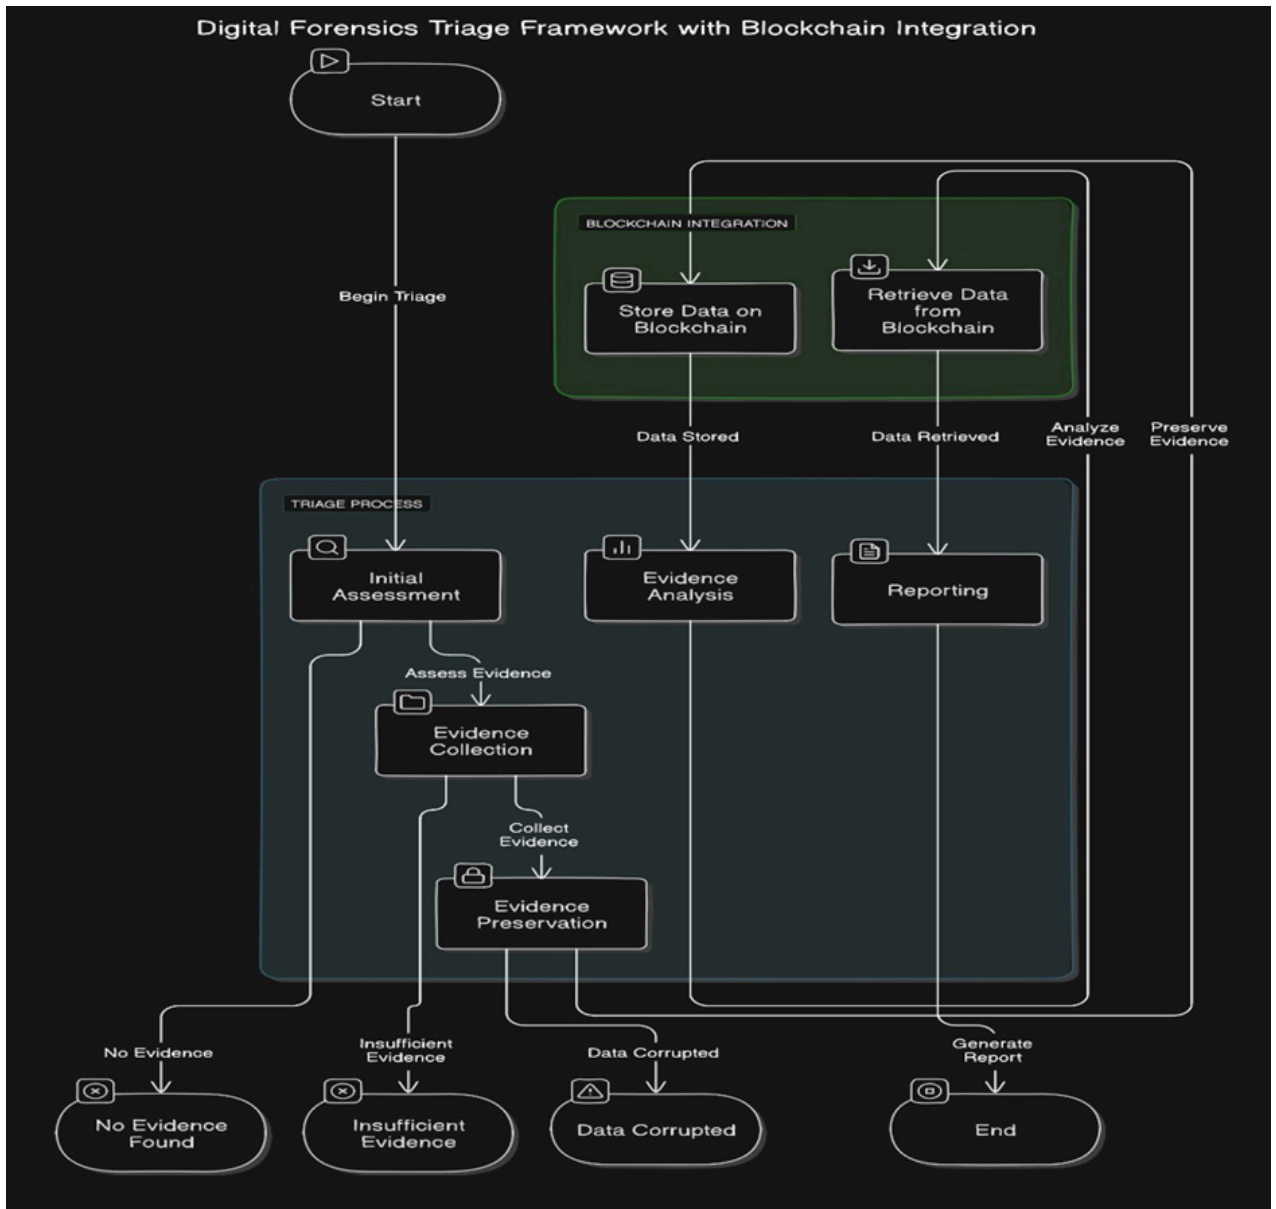 Digital Forensics Triage Framework with Blockchain Integration
Start
BLOCKCHAIN INTEGRATION
Begin Triage
Store Data on
Blockchain
Retrieve Data
from
Blockchain
Data Stored
Data Retrieved
Analyze
Evidence
Preserve
Evidence
TRIAGE PROCESS
Initial
Assessment
Evidence
Analysis
Reporting
Assess Evidence
Evidence
Collection
Collect
Evidence
Evidence
Preservation
No Evidence
Insufficient
Evidence
Data Corrupted
Generate
Report
No Evidence
Found
Insufficient
Evidence
Data Corrupted
End